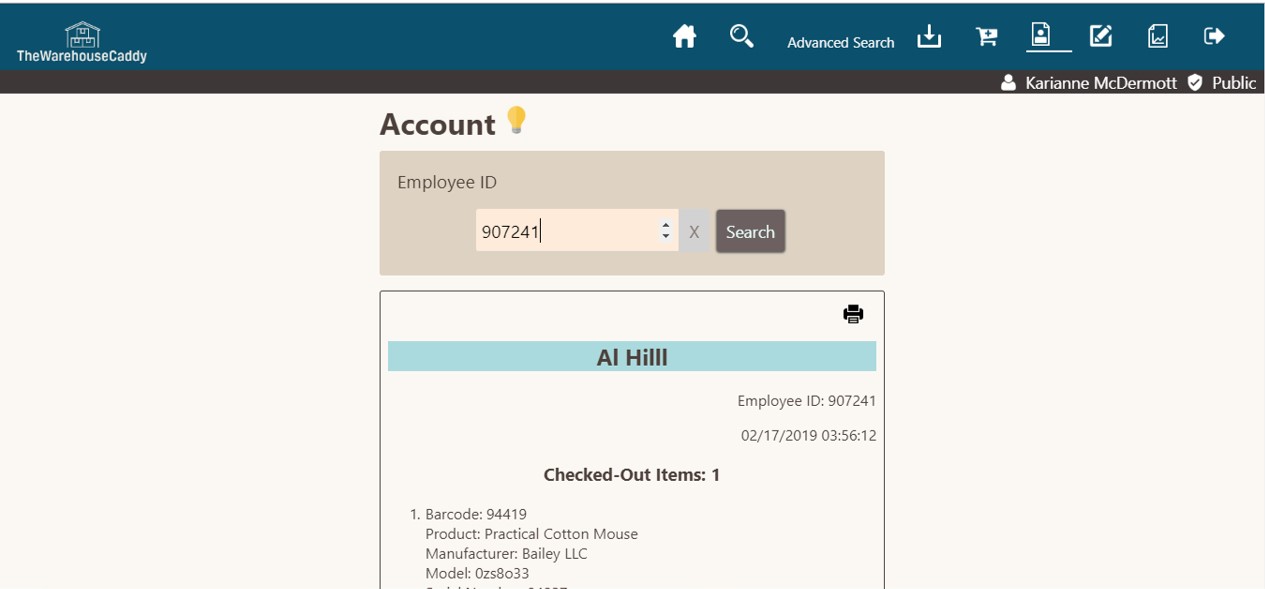 TheWarehouseCaddy
Advanced Search
Karianne McDermott Public
Account
Employee ID
907241 X Search
Al Hilll
Employee ID: 907241
02/17/2019 03:56:12
Checked-Out Items: 1
1. Barcode: 94419
Product: Practical Cotton Mouse
Manufacturer: Bailey LLC
Model: 0zs8o33